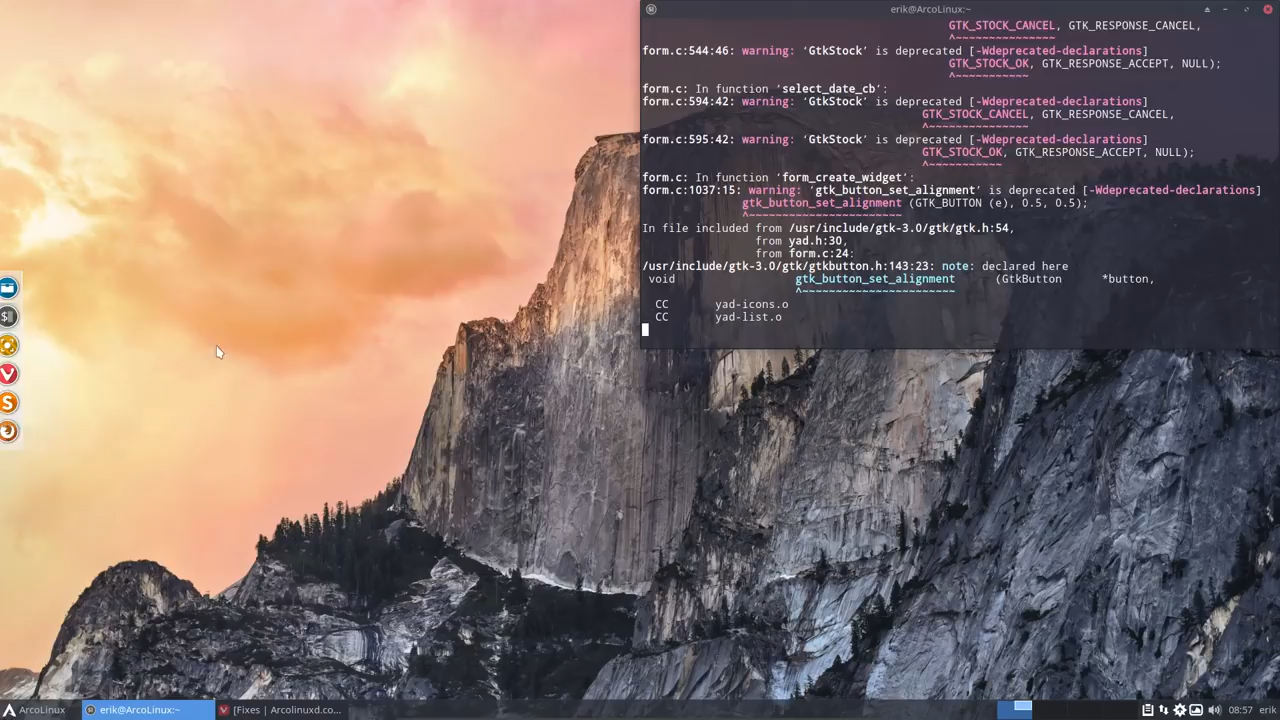 erik@ArcoLinux:~
GTK_STOCK_CANCEL, GTK_RESPONSE_CANCEL,
^~~~~~~~~~~~~~~~
form.c:544:46: warning: ‘GtkStock’ is deprecated [-Wdeprecated-declarations]
GTK_STOCK_OK, GTK_RESPONSE_ACCEPT, NULL);
^~~~~~~~~~~~
form.c: In function ‘select_date_cb’:
form.c:594:42: warning: ‘GtkStock’ is deprecated [-Wdeprecated-declarations]
GTK_STOCK_CANCEL, GTK_RESPONSE_CANCEL,
^~~~~~~~~~~~~~~~
form.c:595:42: warning: ‘GtkStock’ is deprecated [-Wdeprecated-declarations]
GTK_STOCK_OK, GTK_RESPONSE_ACCEPT, NULL);
^~~~~~~~~~~~
form.c: In function ‘form_create_widget’:
form.c:1037:15: warning: ‘gtk_button_set_alignment’ is deprecated [-Wdeprecated-declarations]
gtk_button_set_alignment (GTK_BUTTON (e), 0.5, 0.5);
^~~~~~~~~~~~~~~~~~~~~~~~
In file included from /usr/include/gtk-3.0/gtk/gtk.h:54,
from yad.h:30,
from form.c:24:
/usr/include/gtk-3.0/gtk/gtkbutton.h:143:23: note: declared here
void gtk_button_set_alignment (GtkButton *button,
^~~~~~~~~~~~~~~~~~~~~~~~
CC yad-icons.o
CC yad-list.o
ArcoLinux
erik@ArcoLinux:~
[Fixes | Arcolinuxd.co...
08:57
erik